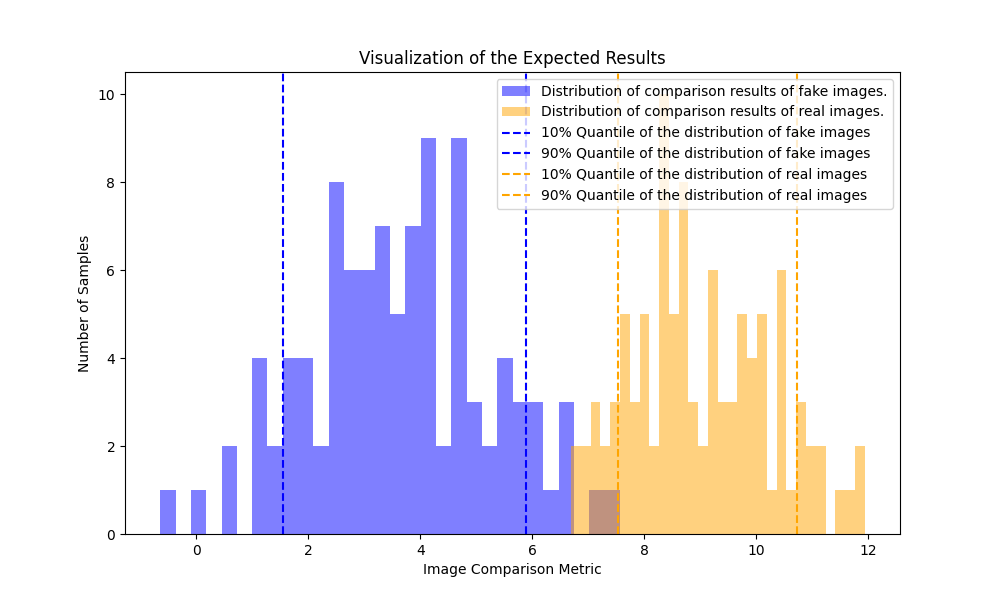 Visualization of the Expected Results
Distribution of comparison results of fake images.
Distribution of comparison results of real images.
10% Quantile of the distribution of fake images
90% Quantile of the distribution of fake images
10% Quantile of the distribution of real images
90% Quantile of the distribution of real images
Number of Samples
10
8
6
4
2
0
0 2 4 6 8 10 12
Image Comparison Metric